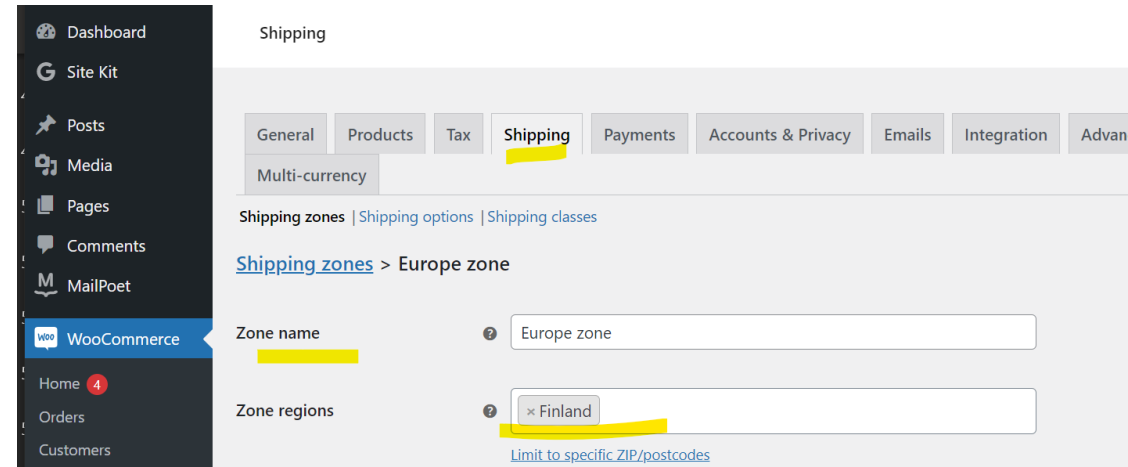 Dashboard
Shipping
Site Kit
Posts
General Products Tax Shipping Payments Accounts & Privacy Emails Integration Advan
Media
Multi-currency
Pages
Shipping zones | Shipping options | Shipping classes
Comments
Shipping zones > Europe zone
MailPoet
Zone name ? Europe zone
Woo WooCommerce
Home 4
Zone regions ? × Finland
Orders
Customers
Limit to specific ZIP/postcodes